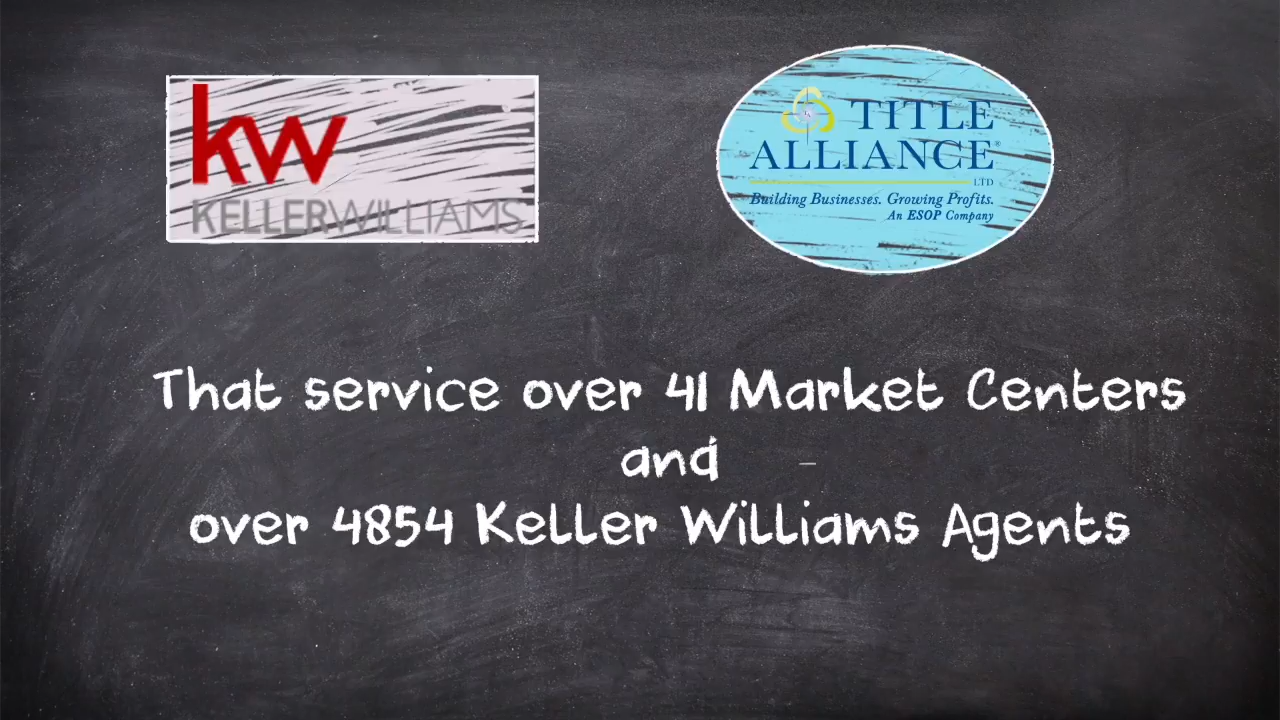 kw
KELLERWILLIAMS
TITLE
ALLIANCE®
LTD
Building Businesses. Growing Profits.
An ESOP Company
That service over 41 Market Centers
and
over 4854 Keller Williams Agents